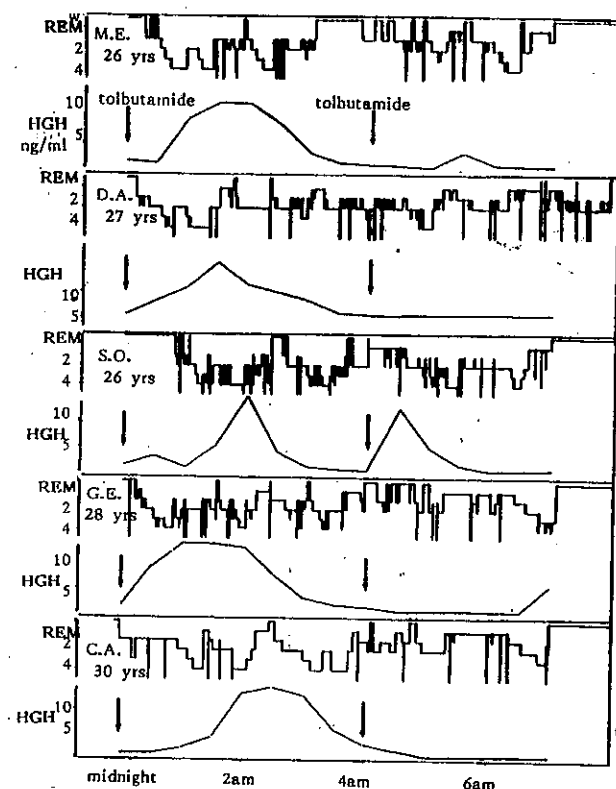 W
REM
M.E.
2
26 yrs
4
10
tolbutamide
tolbutamide
HGH
5
ng/ml
REM
D.A.
2
27 yrs
4
HGH
10
5
REM
2
S.O.
4
26 yrs
10
HGH
5
REM
G.E.
2
28 yrs
4
10
HGH
5
REM
2
C.A.
4
30 yrs
10
HGH
5
midnight
2am
4am
6am